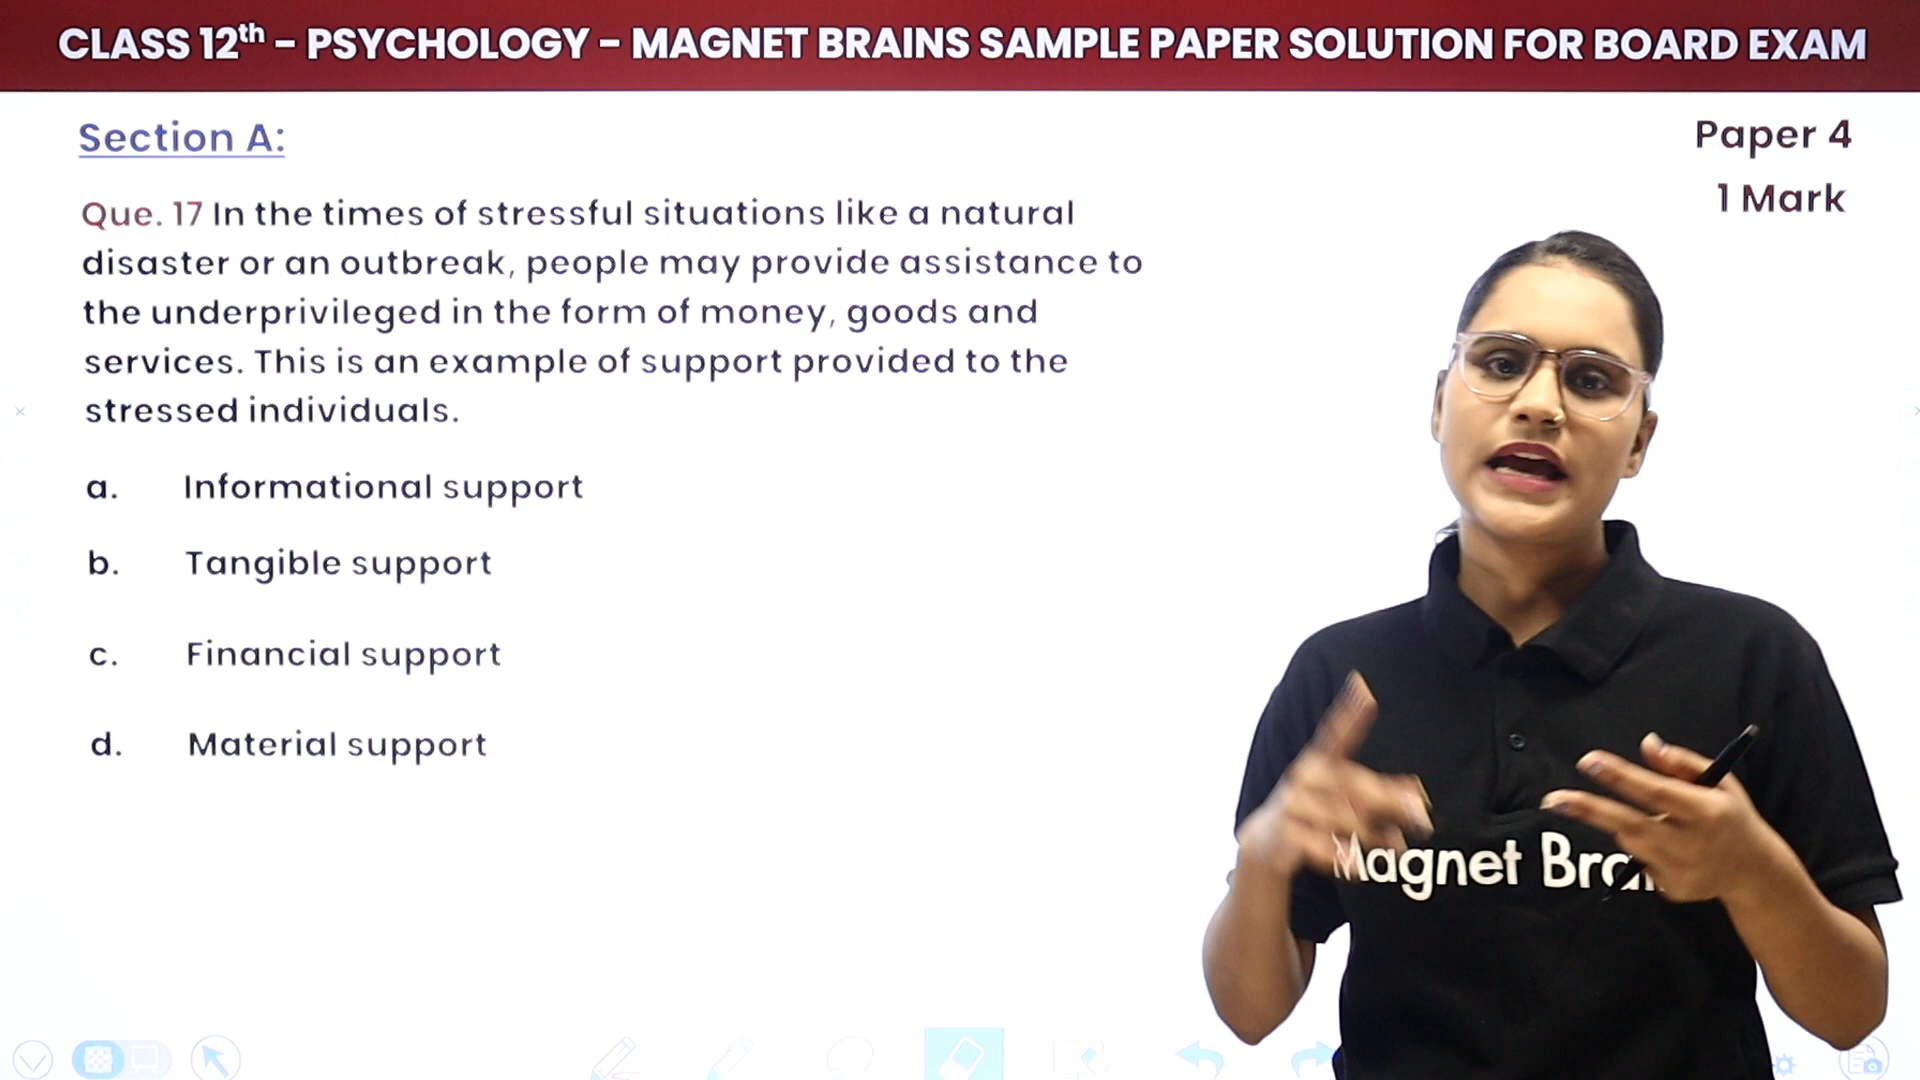 CLASS 12th – PSYCHOLOGY – MAGNET BRAINS SAMPLE PAPER SOLUTION FOR BOARD EXAM
Section A:
Paper 4
1 Mark
Que. 17 In the times of stressful situations like a natural
disaster or an outbreak, people may provide assistance to
the underprivileged in the form of money, goods and
services. This is an example of support provided to the
stressed individuals.
a. Informational support
b. Tangible support
c. Financial support
d. Material support
Magnet